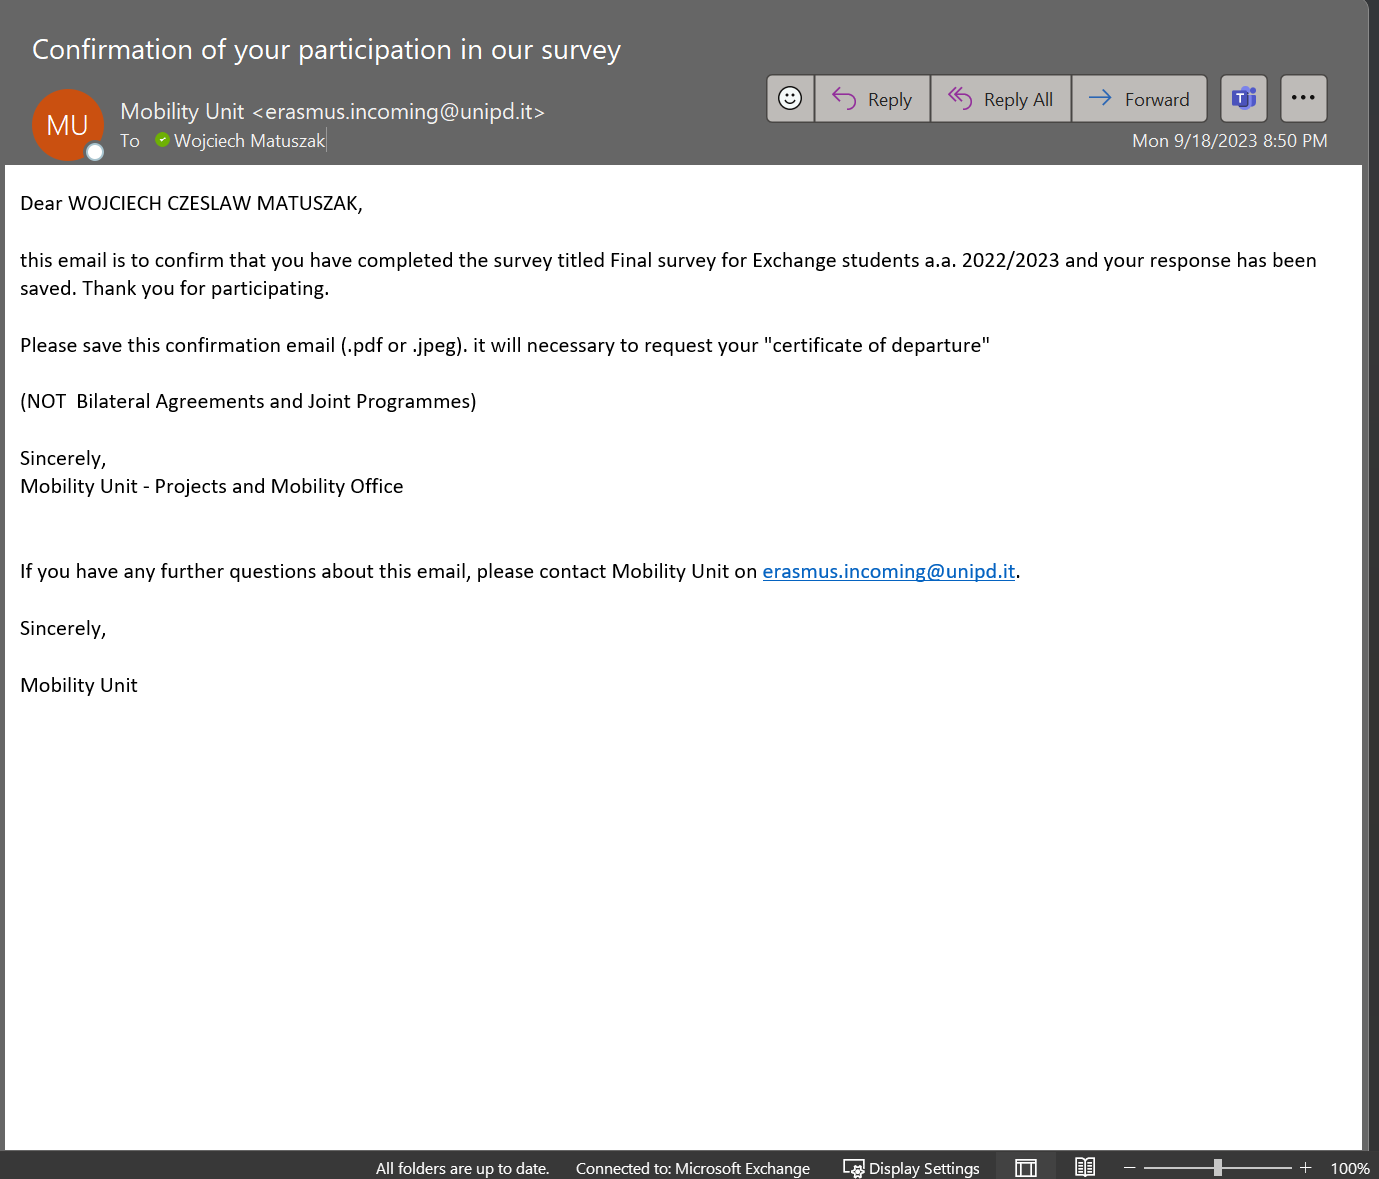 Confirmation of your participation in our survey
MU
Mobility Unit <erasmus.incoming@unipd.it>
To Wojciech Matuszak
Reply
Reply All
Forward
Mon 9/18/2023 8:50 PM
Dear WOJCIECH CZESLAW MATUSZAK,
this email is to confirm that you have completed the survey titled Final survey for Exchange students a.a. 2022/2023 and your response has been
saved. Thank you for participating.
Please save this confirmation email (.pdf or .jpeg). it will necessary to request your "certificate of departure"
(NOT  Bilateral Agreements and Joint Programmes)
Sincerely,
Mobility Unit - Projects and Mobility Office
If you have any further questions about this email, please contact Mobility Unit on erasmus.incoming@unipd.it.
Sincerely,
Mobility Unit
All folders are up to date. Connected to: Microsoft Exchange Display Settings 100%